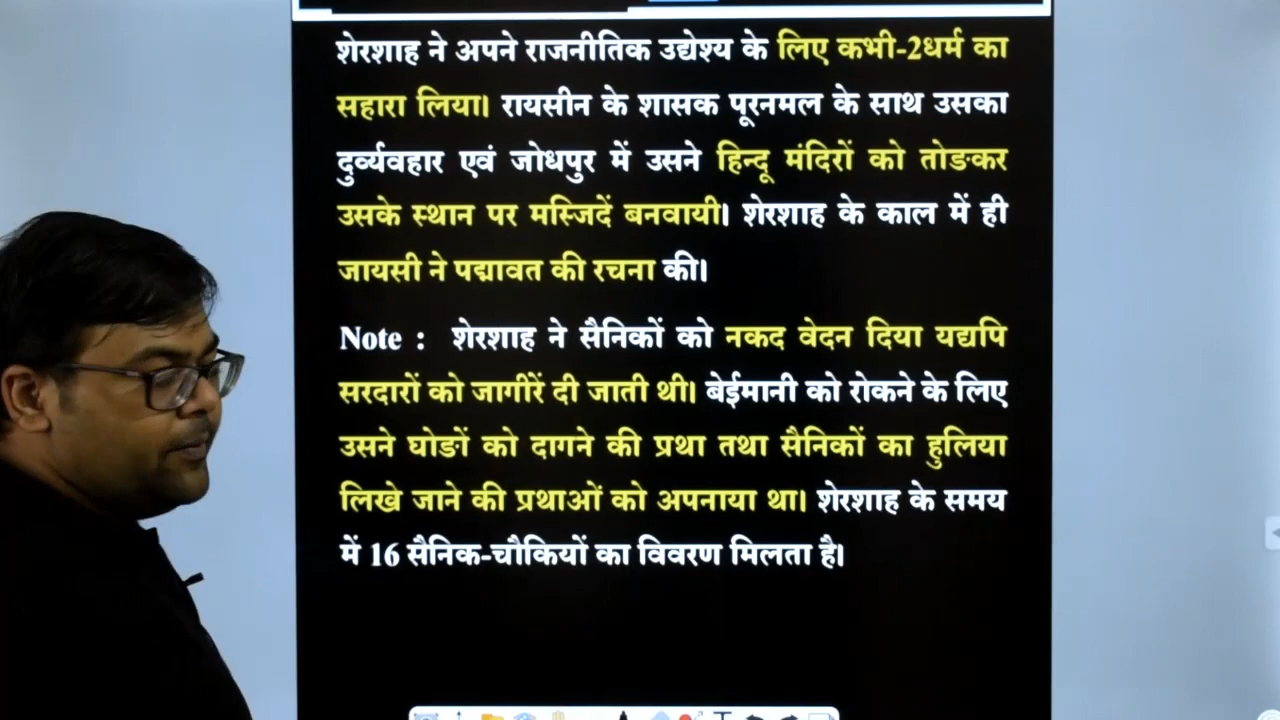 शेरशाह ने अपने राजनीतिक उद्येश्य के लिए कभी-2धर्म का
सहारा लिया। रायसीन के शासक पूरनमल के साथ उसका
दुर्व्यवहार एवं जोधपुर में उसने हिन्दू मंदिरों को तोङकर
उसके स्थान पर मस्जिदें बनवायी। शेरशाह के काल में ही
जायसी ने पद्मावत की रचना की।
Note : शेरशाह ने सैनिकों को नकद वेदन दिया यद्यपि
सरदारों को जागीरें दी जाती थी। बेईमानी को रोकने के लिए
उसने घोङों को दागने की प्रथा तथा सैनिकों का हुलिया
लिखे जाने की प्रथाओं को अपनाया था। शेरशाह के समय
में 16 सैनिक-चौकियों का विवरण मिलता है।